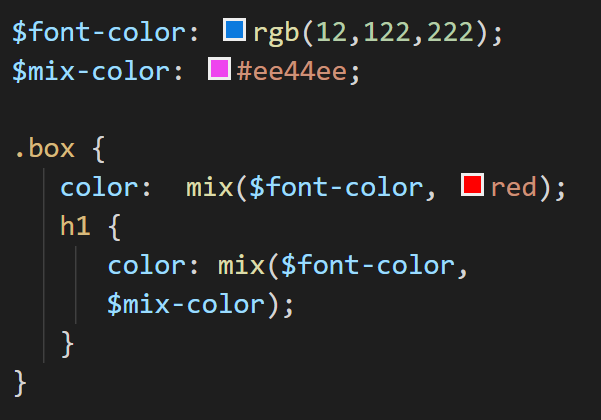 $font-color: rgb(12,122,222);
$mix-color: #ee44ee;
.box {
color:  mix($font-color, red);
h1 {
color: mix($font-color,
$mix-color);
}
}